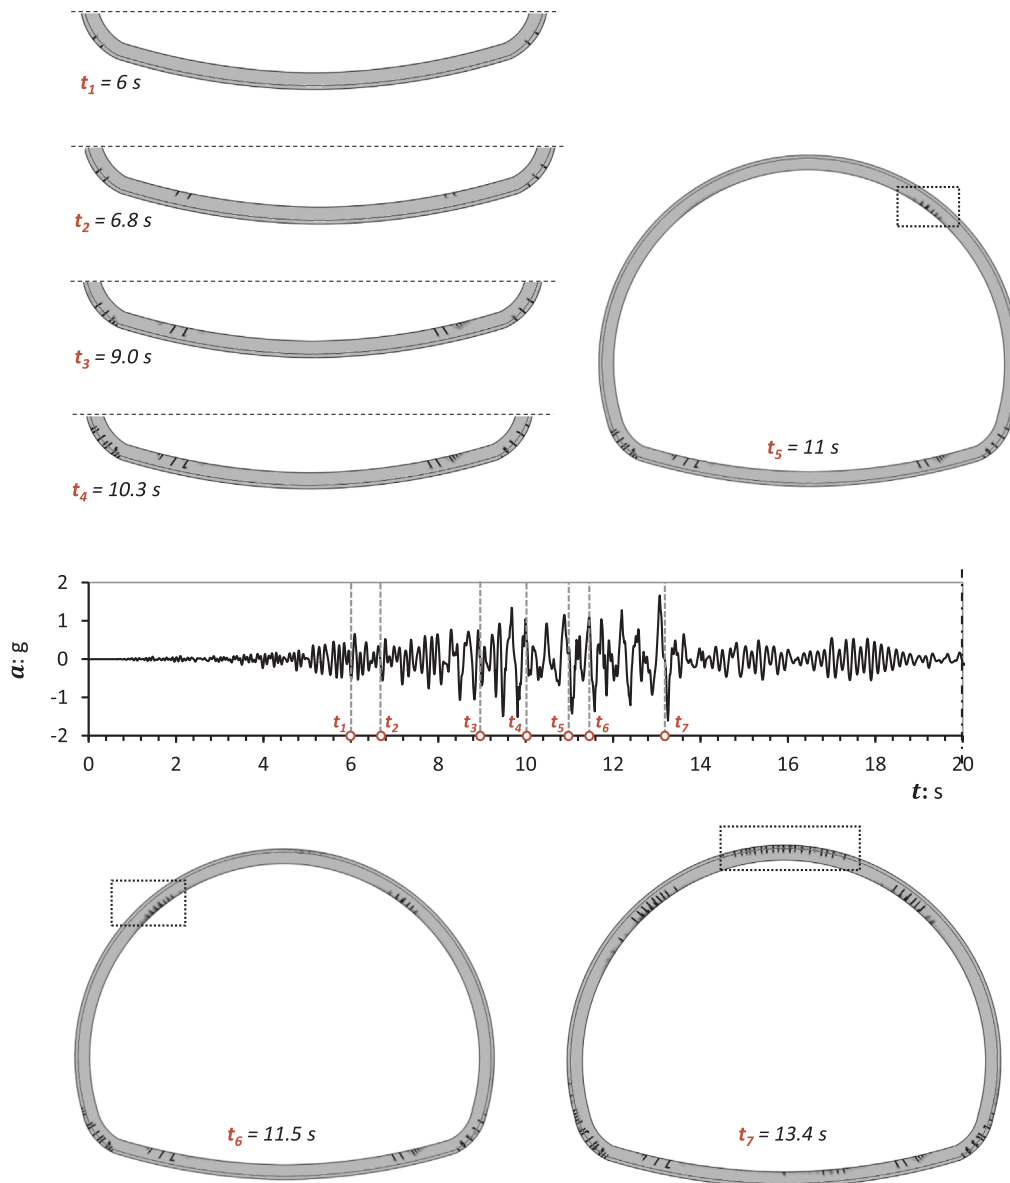 t1 = 6 s
t2 = 6.8 s
t3 = 9.0 s
t4 = 10.3 s
t5 = 11 s
2
1
0
-1
-2
a: g
t1 t2 t3 t4 t5 t6 t7
0 2 4 6 8 10 12 14 16 18 20
t: s
t6 = 11.5 s
t7 = 13.4 s